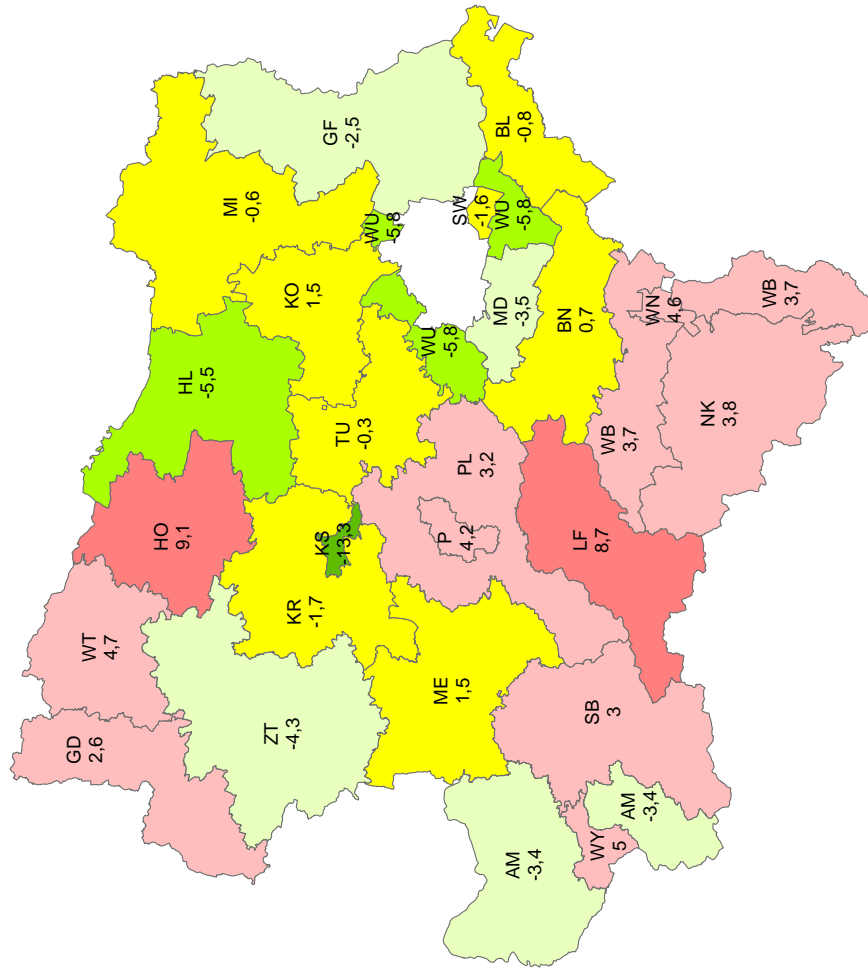 GD
2,6
WT
4,7
HO
9,1
HL
-5,5
MI
-0,6
ZT
-4,3
KR
-1,7
KO
1,5
KS
-13,3
GF
-2,5
TU
-0,3
WU
-5,8
WU
-5,8
ME
1,5
P
4,2
PL
3,2
SW
-1,6
MD
-3,5
WU
-5,8
BL
-0,8
AM
-3,4
BN
0,7
LF
8,7
SB
3
WY
5
WB
3,7
AM
-3,4
WN
4,6
NK
3,8
WB
3,7